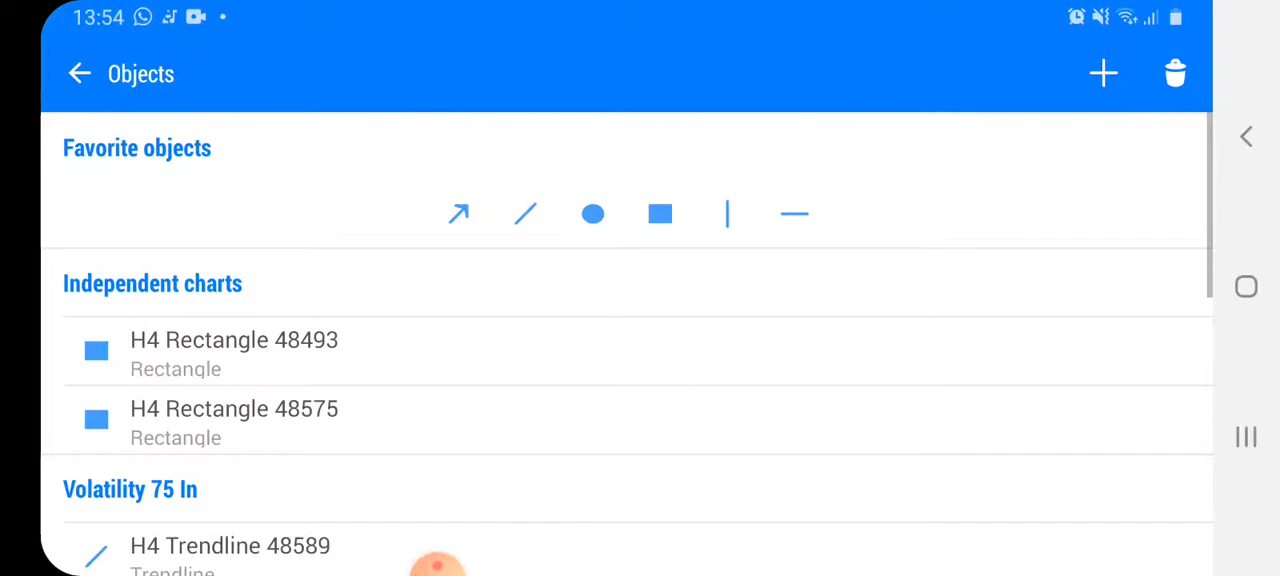 13:54
Objects
Favorite objects
Independent charts
H4 Rectangle 48493
Rectangle
H4 Rectangle 48575
Rectangle
Volatility 75 In
H4 Trendline 48589
Trendline